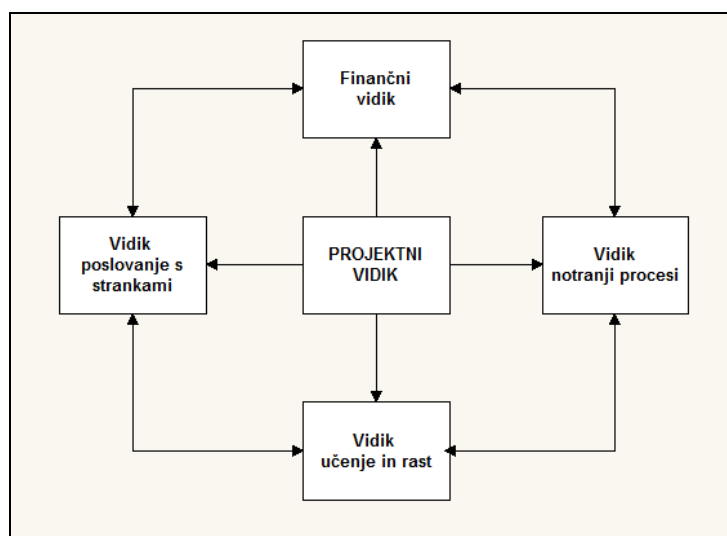 Finančni
vidik
Vidik
poslovanje s
strankami
PROJEKTNI
VIDIK
Vidik
notranji procesi
Vidik
učenje in rast